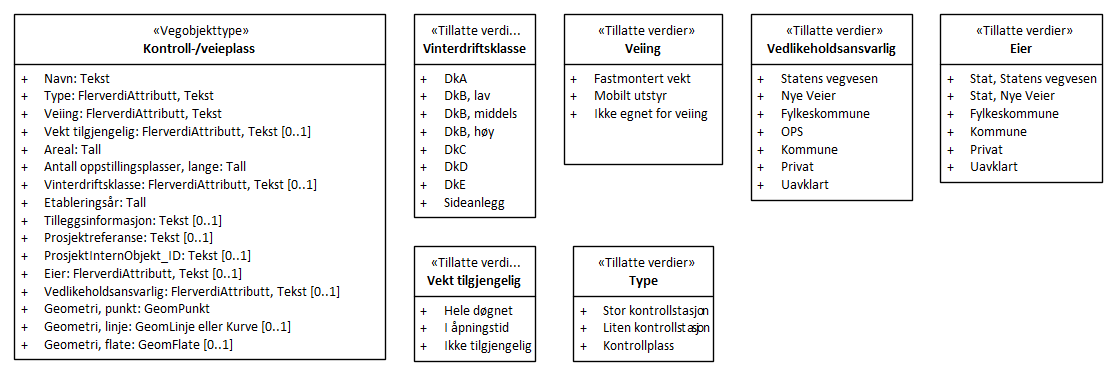 «Vegobjekttype»
Kontroll-/veieplass
+ Navn: Tekst
+ Type: FlerverdiAttributt, Tekst
+ Veiing: FlerverdiAttributt, Tekst
+ Vekt tilgjengelig: FlerverdiAttributt, Tekst [0..1]
+ Areal: Tall
+ Antall oppstillingsplasser, lange: Tall
+ Vinterdriftsklasse: FlerverdiAttributt, Tekst [0..1]
+ Etableringsår: Tall
+ Tilleggsinformasjon: Tekst [0..1]
+ Prosjektreferanse: Tekst [0..1]
+ ProsjektInternObjekt_ID: Tekst [0..1]
+ Eier: FlerverdiAttributt, Tekst [0..1]
+ Vedlikeholdsansvarlig: FlerverdiAttributt, Tekst [0..1]
+ Geometri, punkt: GeomPunkt
+ Geometri, linje: GeomLinje eller Kurve [0..1]
+ Geometri, flate: GeomFlate [0..1]
«Tillatte verdi...
Vinterdriftsklasse
+ DkA
+ DkB, lav
+ DkB, middels
+ DkB, høy
+ DkC
+ DkD
+ DkE
+ Sideanlegg
«Tillatte verdier»
Veiing
+ Fastmontert vekt
+ Mobilt utstyr
+ Ikke egnet for veiing
«Tillatte verdier»
Vedlikeholdsansvarlig
+ Statens vegvesen
+ Nye Veier
+ Fylkeskommune
+ OPS
+ Kommune
+ Privat
+ Uavklart
«Tillatte verdier»
Eier
+ Stat, Statens vegvesen
+ Stat, Nye Veier
+ Fylkeskommune
+ Kommune
+ Privat
+ Uavklart
«Tillatte verdi...
Vekt tilgjengelig
+ Hele døgnet
+ I åpningstid
+ Ikke tilgjengelig
«Tillatte verdier»
Type
+ Stor kontrollstasjon
+ Liten kontrollstasjon
+ Kontrollplass